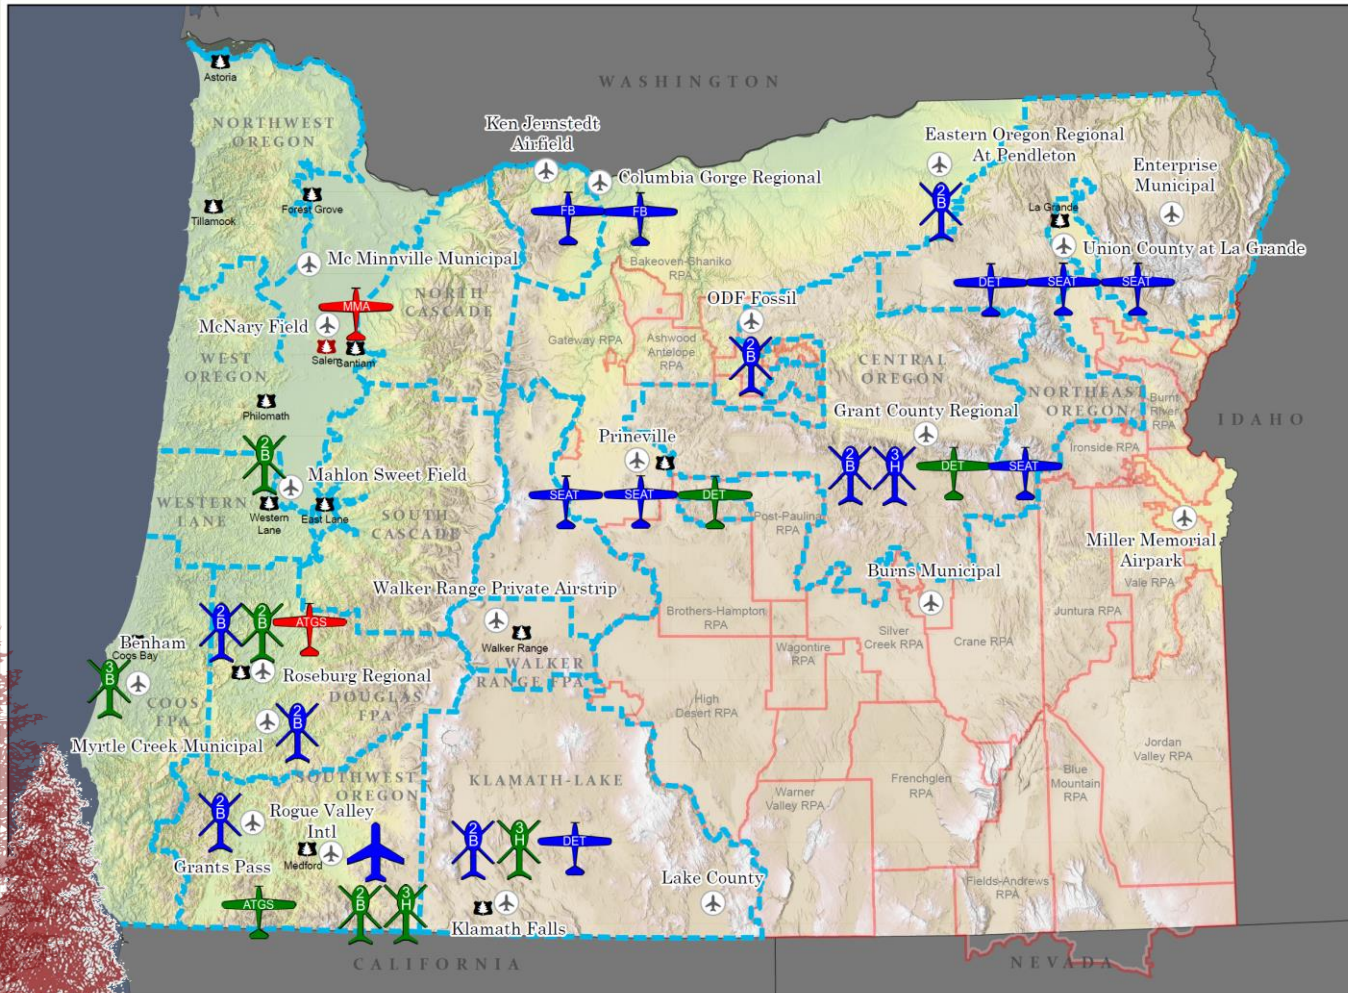 WASHINGTON
Astoria
NORTHWEST
OREGON
Ken Jernstedt
Airfield
Columbia Gorge Regional
Eastern Oregon Regional
At Pendleton
Enterprise
Municipal
Forest Grove
Tillamook
FB
FB
2
B
La Grande
Union County at La Grande
Mc Minnville Municipal
Bakeoven-Shaniko
RPA
DET
SEAT
SEAT
MMA
NORTH
CASCADE
ODF Fossil
McNary Field
Salem
Santiam
Gateway RPA
Ashwood
Antelope
RPA
2
B
CENTRAL
OREGON
WEST
OREGON
NORTHEAST
OREGON
Burnt
River
RPA
IDAHO
Philomath
Grant County Regional
Prineville
Ironside RPA
2
B
Mahlon Sweet Field
2
B
3
H
DET
SEAT
SEAT
SEAT
DET
WESTERN
LANE
Western
Lane
East Lane
SOUTH
CASCADE
Post-Paulina
RPA
Miller Memorial
Airpark
Burns Municipal
Vale RPA
Walker Range Private Airstrip
Brothers-Hampton
RPA
Juntura RPA
2
B
2
B
ATGS
Silver
Creek RPA
Crane RPA
Benham
Coos Bay
Walker Range
WALKER
RANGE FPA
Wagontire
RPA
3
B
Roseburg Regional
COOS
FPA
DOUGLAS
FPA
High
Desert RPA
2
B
Myrtle Creek Municipal
Jordan
Valley RPA
SOUTHWEST
OREGON
KLAMATH-LAKE
Frenchglen
RPA
Blue
Mountain
RPA
Warner
Valley RPA
2
B
Rogue Valley
Intl
Medford
2
B
3
H
DET
Grants Pass
Lake County
Fields-Andrews
RPA
ATGS
2
B
3
H
Klamath Falls
CALIFORNIA
NEVADA